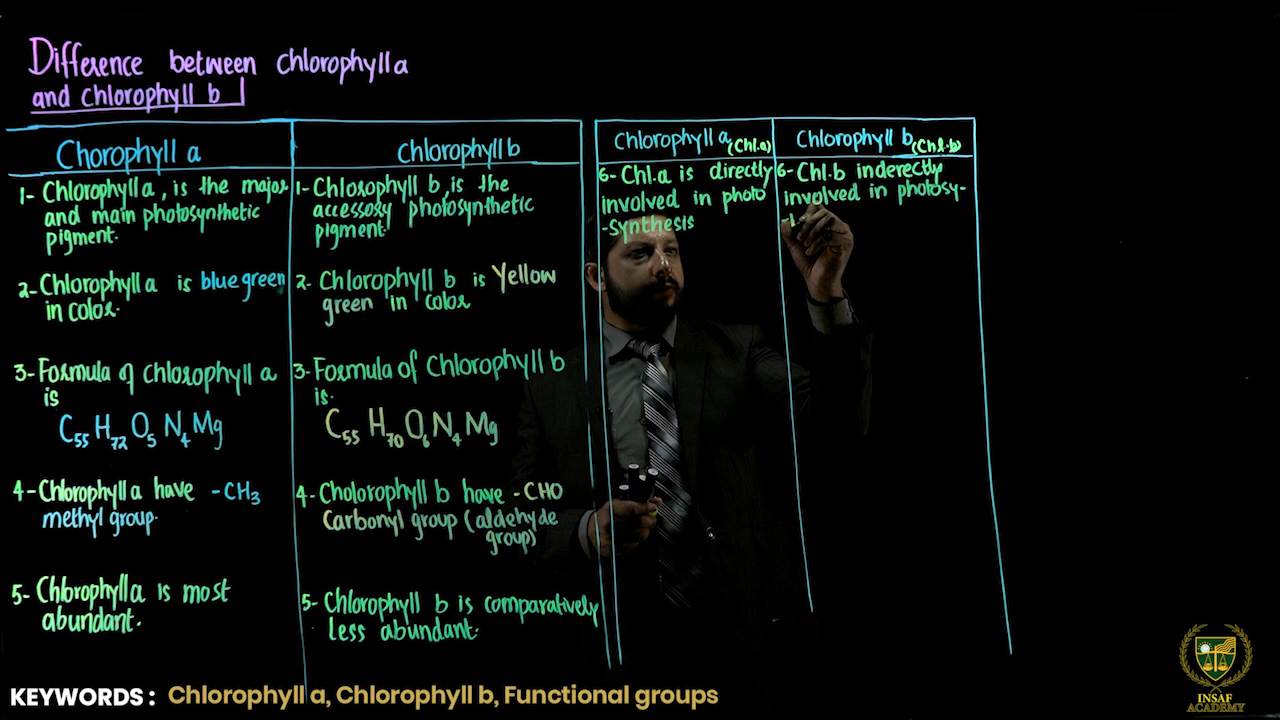 Difference between chlorophyll a
and chlorophyll b
Chorophyll a
1- Chlorophyll a, is the major
and main photosynthetic
pigment.
2- Chlorophyll a is blue green
in color.
3- Formula of chlorophyll a
is
C55 H72 O5 N4 Mg
4- Chlorophyll a have -CH3
methyl group.
5- Chlorophyll a is most
abundant.
Chlorophyll b
1- Chlorophyll b, is the
accessory photosynthetic
pigment.
2- Chlorophyll b is Yellow
green in color
3- Formula of Chlorophyll b
is.
C55 H70 O6 N4 Mg
4- Cholorophyll b have -CHO
Carbonyl group (aldehyde
group)
5- Chlorophyll b is comparatively
less abundant.
Chlorophyll a (Chl.a)
6- Chl.a is directly
involved in photo
-Synthesis
Chlorophyll b (Chl.b)
6- Chl.b inderectly
involved in photosy-
KEYWORDS : Chlorophyll a, Chlorophyll b, Functional groups
INSAF
ACADEMY